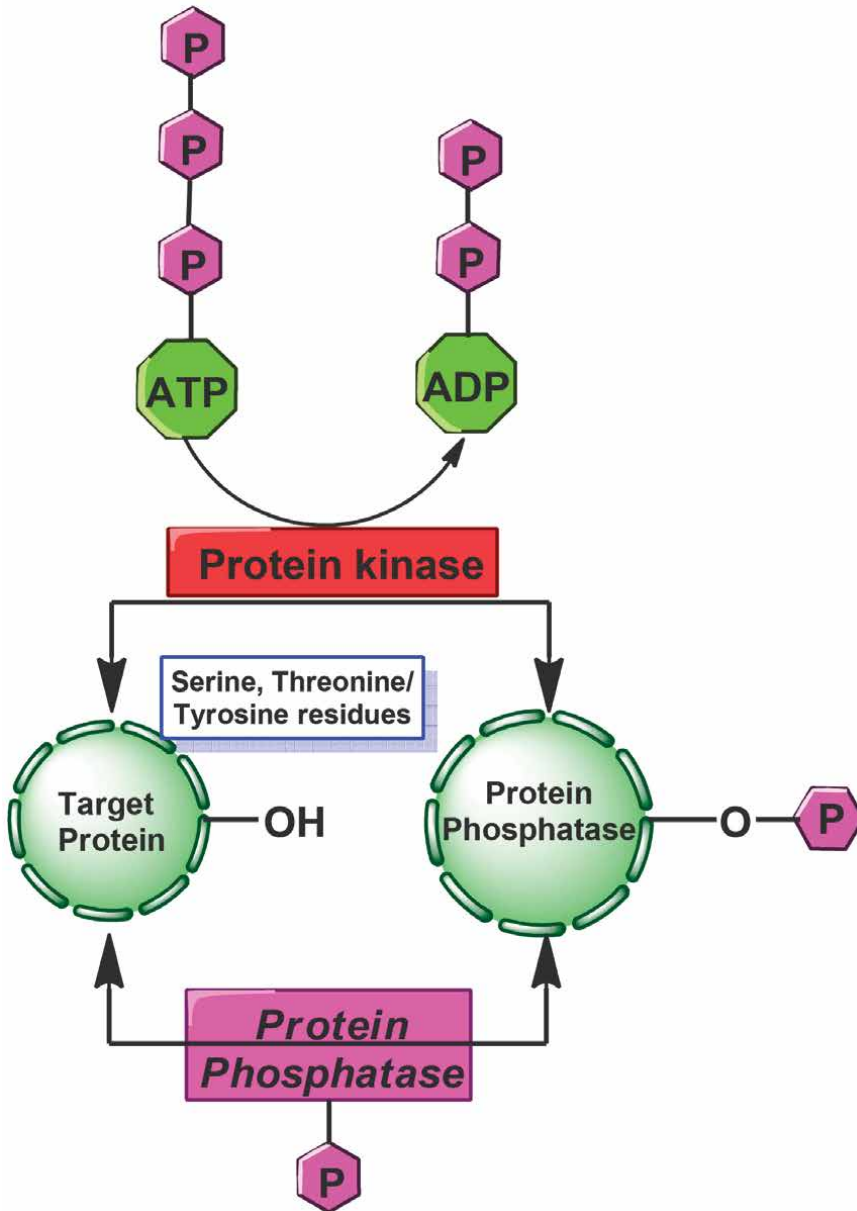 P
P
P
P
P
ATP
ADP
Protein kinase
Serine, Threonine/
Tyrosine residues
Target
Protein
OH
Protein
Phosphatase
O
P
Protein
Phosphatase
P